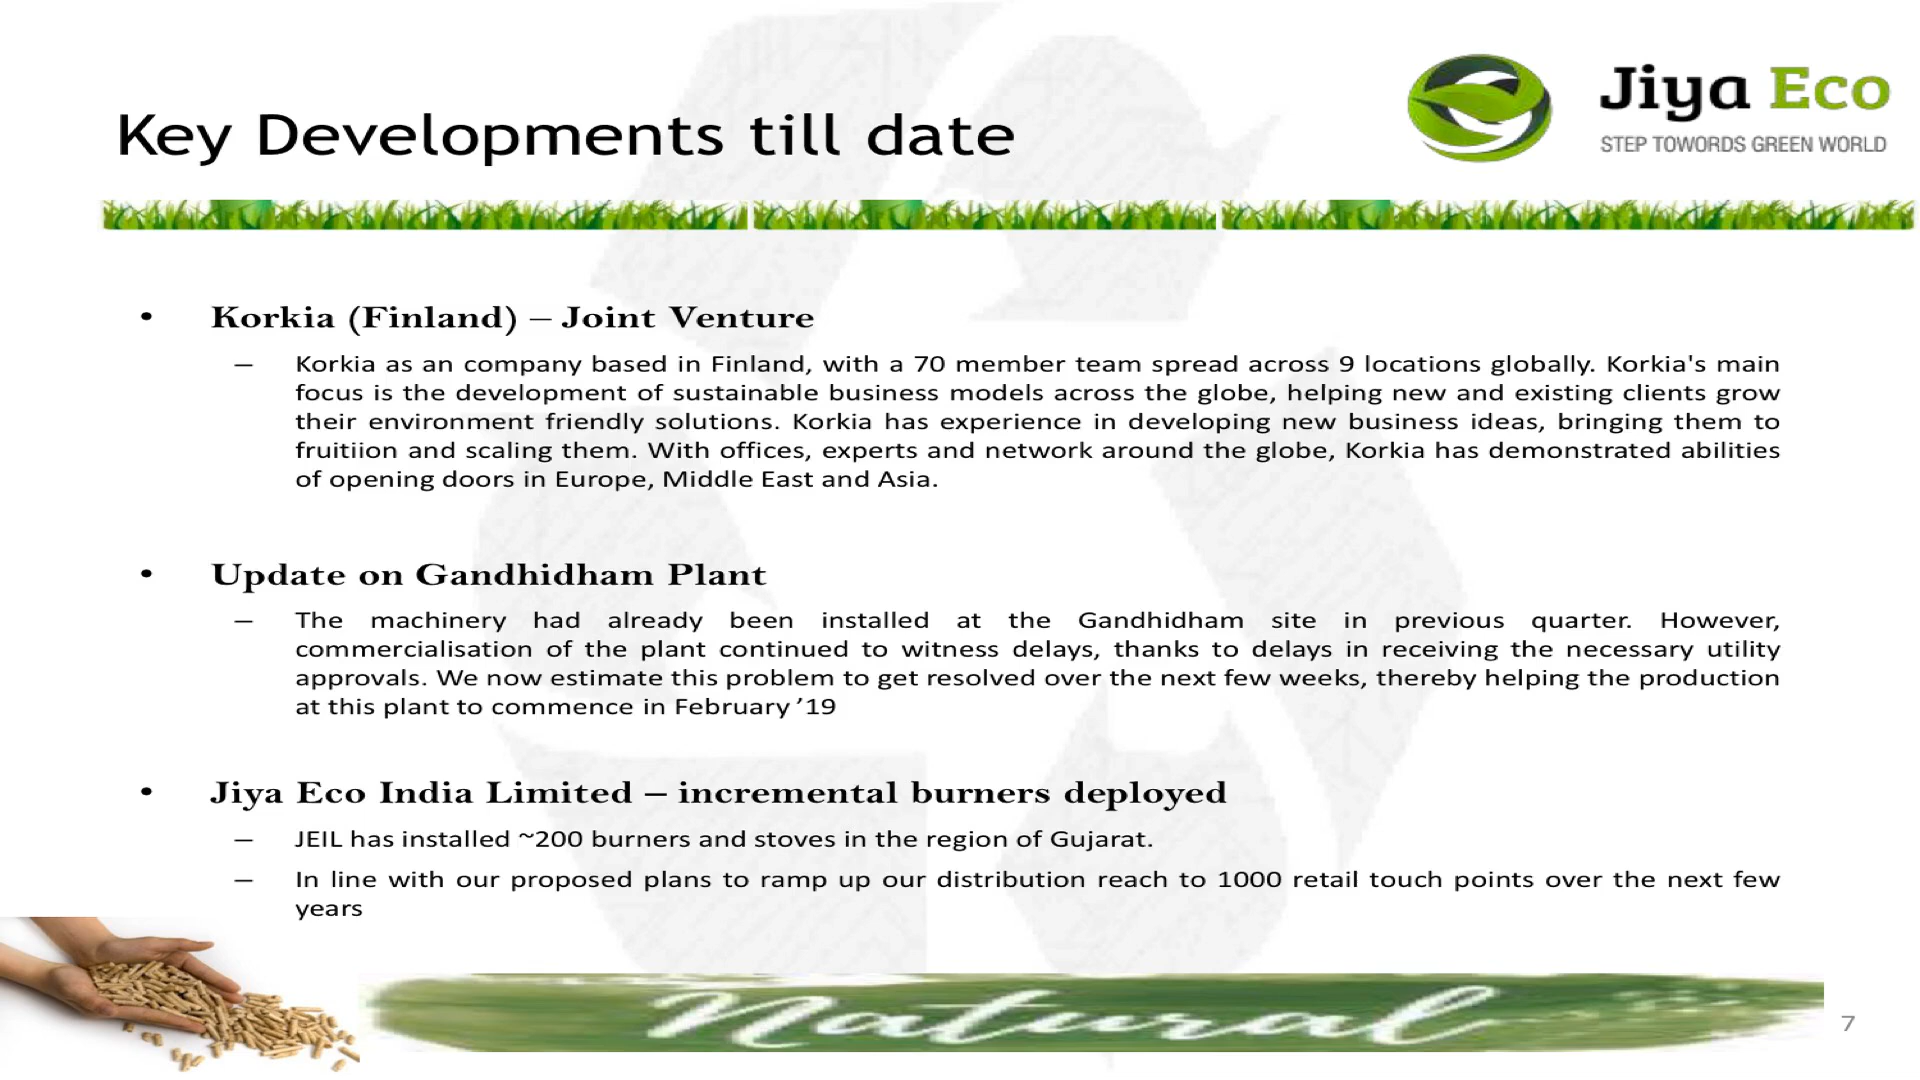 Key Developments till date
Jiya Eco
STEP TOWORDS GREEN WORLD
• Korkia (Finland) – Joint Venture
– Korkia as an company based in Finland, with a 70 member team spread across 9 locations globally. Korkia's main
focus is the development of sustainable business models across the globe, helping new and existing clients grow
their environment friendly solutions. Korkia has experience in developing new business ideas, bringing them to
fruitiion and scaling them. With offices, experts and network around the globe, Korkia has demonstrated abilities
of opening doors in Europe, Middle East and Asia.
• Update on Gandhidham Plant
– The machinery had already been installed at the Gandhidham site in previous quarter. However,
commercialisation of the plant continued to witness delays, thanks to delays in receiving the necessary utility
approvals. We now estimate this problem to get resolved over the next few weeks, thereby helping the production
at this plant to commence in February ’19
• Jiya Eco India Limited – incremental burners deployed
– JEIL has installed ~200 burners and stoves in the region of Gujarat.
– In line with our proposed plans to ramp up our distribution reach to 1000 retail touch points over the next few
years
Natural
7